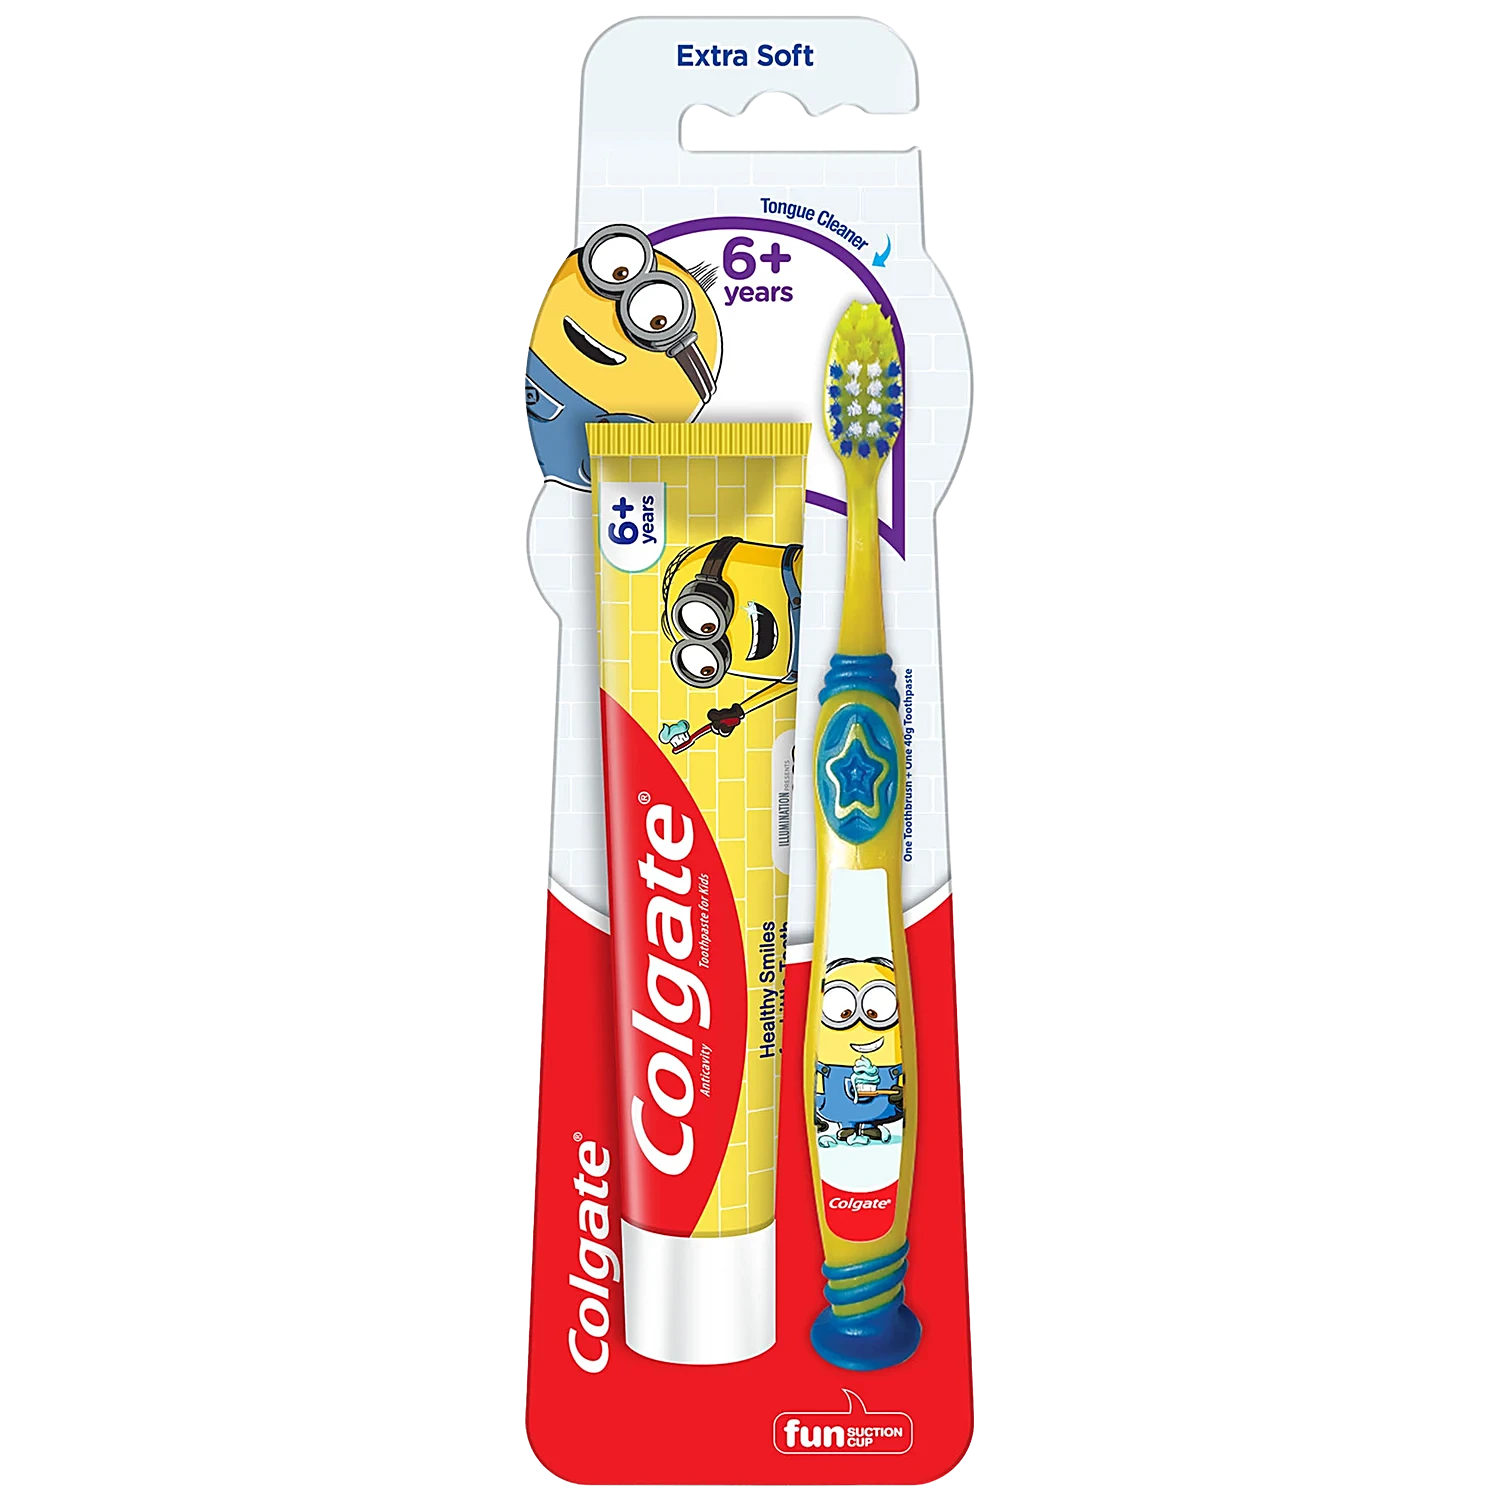 Extra Soft
Tongue Cleaner
6+
years
6+
years
ILLUMINATION PRESENTS
One Toothbrush + One 40g Toothpaste
Colgate®
Anticavity Toothpaste for Kids
Healthy Smiles
Colgate®
Colgate®
fun SUCTION
CUP